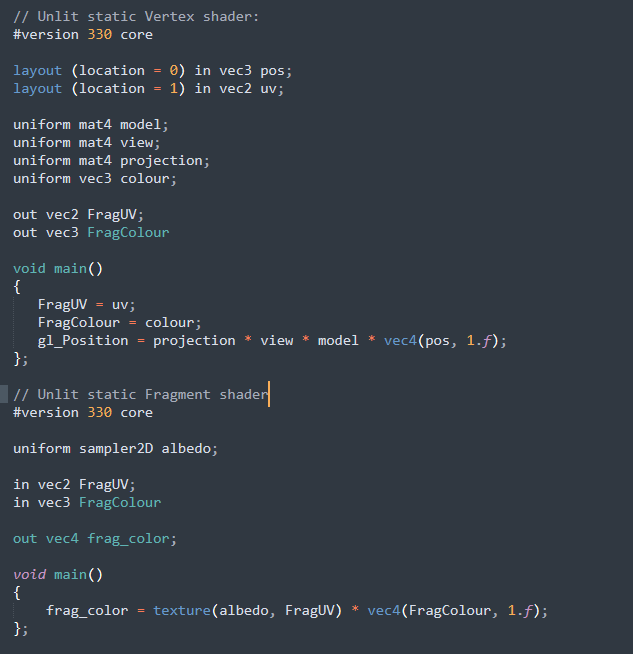 // Unlit static Vertex shader:
#version 330 core
layout (location = 0) in vec3 pos;
layout (location = 1) in vec2 uv;
uniform mat4 model;
uniform mat4 view;
uniform mat4 projection;
uniform vec3 colour;
out vec2 FragUV;
out vec3 FragColour
void main()
{
FragUV = uv;
FragColour = colour;
gl_Position = projection * view * model * vec4(pos, 1.f);
};
// Unlit static Fragment shader
#version 330 core
uniform sampler2D albedo;
in vec2 FragUV;
in vec3 FragColour
out vec4 frag_color;
void main()
{
frag_color = texture(albedo, FragUV) * vec4(FragColour, 1.f);
};